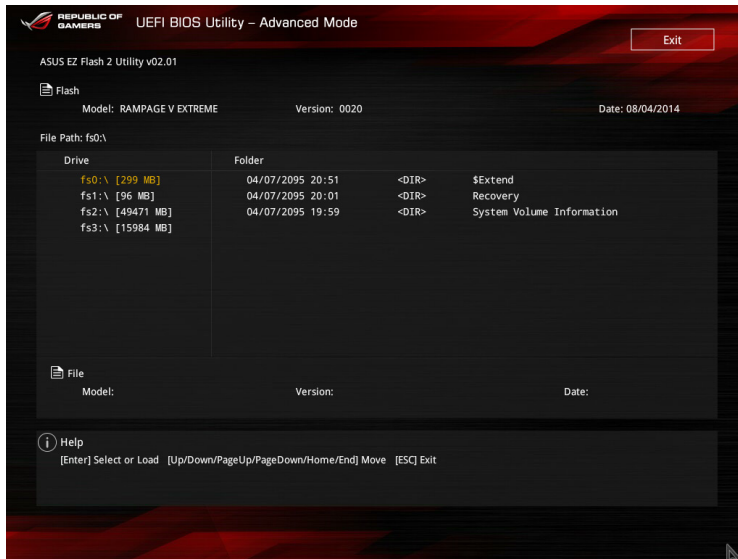 REPUBLIC OF
GAMERS
UEFI BIOS Utility – Advanced Mode
Exit
ASUS EZ Flash 2 Utility v02.01
Flash
Model: RAMPAGE V EXTREME Version: 0020 Date: 08/04/2014
File Path: fs0:\
Drive Folder
fs0:\ [299 MB] 04/07/2095 20:51 <DIR> $Extend
fs1:\ [96 MB] 04/07/2095 20:01 <DIR> Recovery
fs2:\ [49471 MB] 04/07/2095 19:59 <DIR> System Volume Information
fs3:\ [15984 MB]
File
Model: Version: Date:
Help
[Enter] Select or Load [Up/Down/PageUp/PageDown/Home/End] Move [ESC] Exit